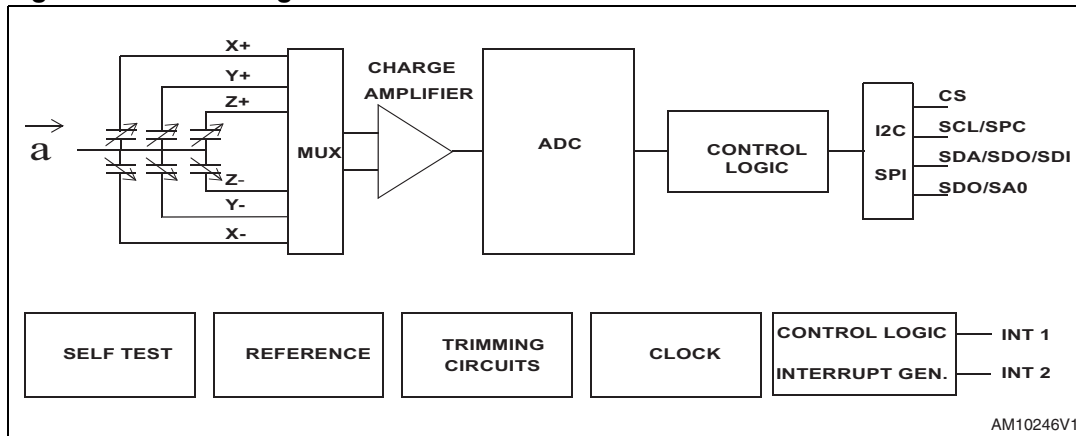 X+
Y+
Z+
CHARGE
AMPLIFIER
CS
a
MUX
ADC
CONTROL
LOGIC
I2C
SPI
SCL/SPC
SDA/SDO/SDI
SDO/SA0
Z-
Y-
X-
SELF TEST
REFERENCE
TRIMMING
CIRCUITS
CLOCK
CONTROL LOGIC
INTERRUPT GEN.
INT 1
INT 2
AM10246V1